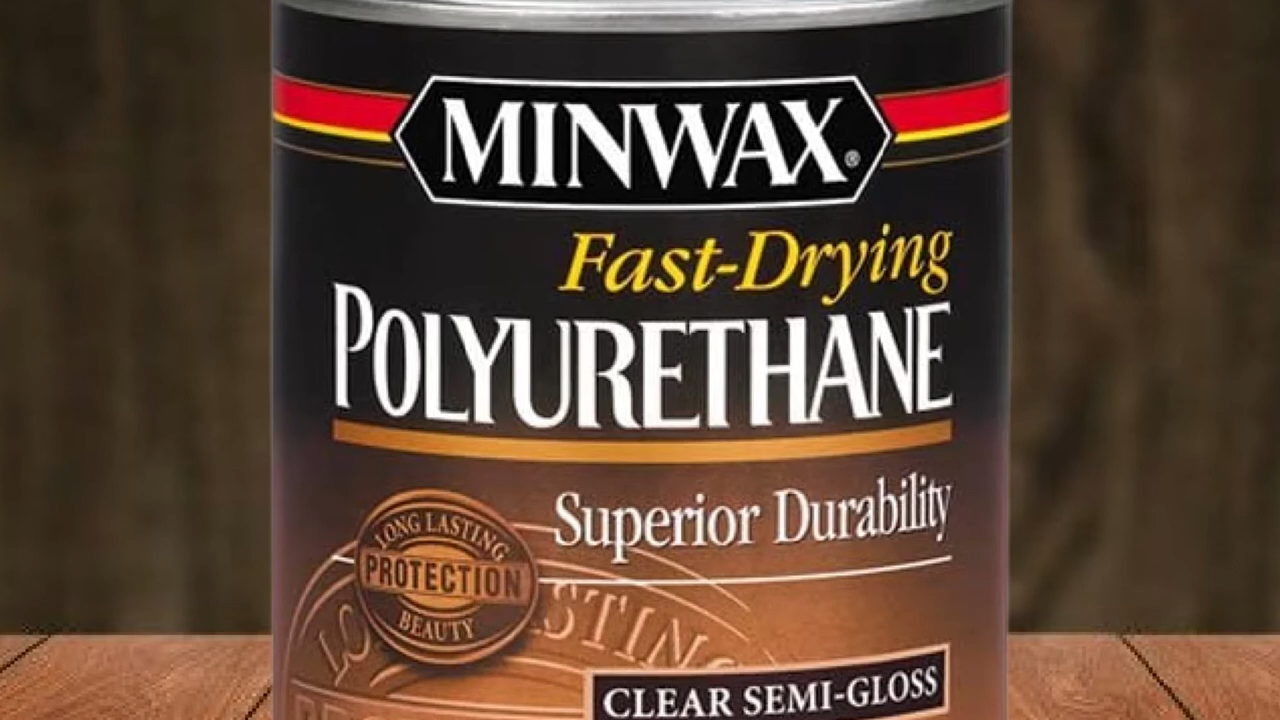 MINWAX®
Fast-Drying
POLYURETHANE
Superior Durability
LONG LASTING
PROTECTION
BEAUTY
CLEAR SEMI-GLOSS